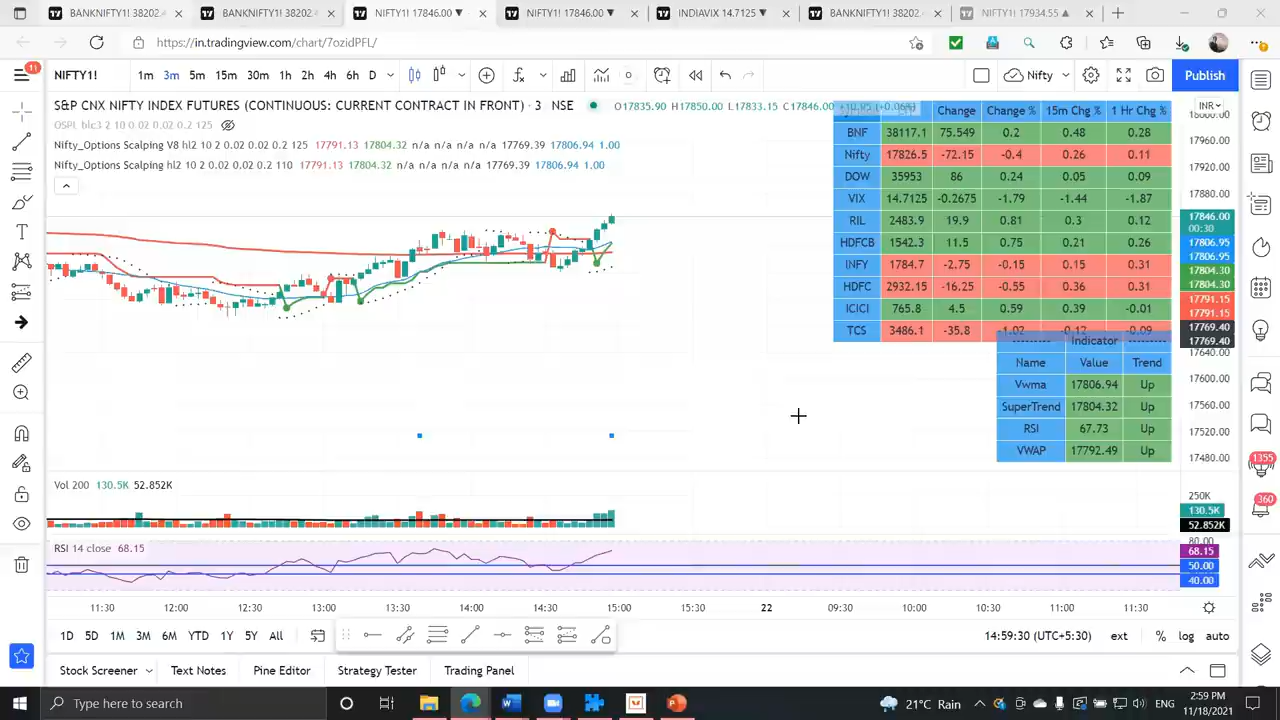 BANKNIFTY1! 38202.
BANKNIFTY1! 38202.
NIFTY1! 17846.00 ▼
NIFTY1! 17846.00 ▼
INDIAVIX 14.7125 ▼
BANKNIFTY1! 38202.
NIFTY1! 17934.55 ▲
https://in.tradingview.com/chart/7ozidPFL/
11
NIFTY1! 1m 3m 5m 15m 30m 1h 2h 4h 6h D Nifty Publish
S&P CNX NIFTY INDEX FUTURES (CONTINUOUS: CURRENT CONTRACT IN FRONT) · 3 NSE O17835.90 H17850.00 L17833.15 C17846.00
INR
OSPL blc3 2 10 0.02 0.02 0.2 125
Nifty_Options Scalping V8 hl2 10 2 0.02 0.02 0.2 125 17791.13 17804.32 n/a n/a n/a n/a 17769.39 17806.94 1.00
Nifty_Options Scalping hl2 10 2 0.02 0.02 0.2 110 17791.13 17804.32 n/a n/a n/a n/a 17769.39 17806.94 1.00
Change Change % 15m Chg % 1 Hr Chg %
BNF 38117.1 75.549 0.2 0.48 0.28
Nifty 17826.5 -72.15 -0.4 0.26 0.11
DOW 35953 86 0.24 0.05 0.09
VIX 14.7125 -0.2675 -1.79 -1.44 -1.87
RIL 2483.9 19.9 0.81 0.3 0.12
HDFCB 1542.3 11.5 0.75 0.21 0.26
INFY 1784.7 -2.75 -0.15 0.15 0.31
HDFC 2932.15 -16.25 -0.55 0.36 0.31
ICICI 765.8 4.5 0.59 0.39 -0.01
TCS 3486.1 -35.8 -1.02 -0.12 -0.09
Indicator
Name Value Trend
Vwma 17806.94 Up
SuperTrend 17804.32 Up
RSI 67.73 Up
VWAP 17792.49 Up
18000.00
17960.00
17920.00
17880.00
17846.00
00:30
17806.95
17806.95
17804.30
17804.30
17791.15
17791.15
17769.40
17769.40
17640.00
17600.00
17560.00
17520.00
17480.00
1355
360
Vol 200 130.5K 52.852K
250K
130.5K
52.852K
RSI 14 close 68.15
80.00
68.15
50.00
40.00
11:30 12:00 12:30 13:00 13:30 14:00 14:30 15:00 15:30 22 09:30 10:00 10:30 11:00 11:30
1D 5D 1M 3M 6M YTD 1Y 5Y All 14:59:30 (UTC+5:30) ext % log auto
Stock Screener Text Notes Pine Editor Strategy Tester Trading Panel
Type here to search
21°C Rain
ENG
2:59 PM
11/18/2021